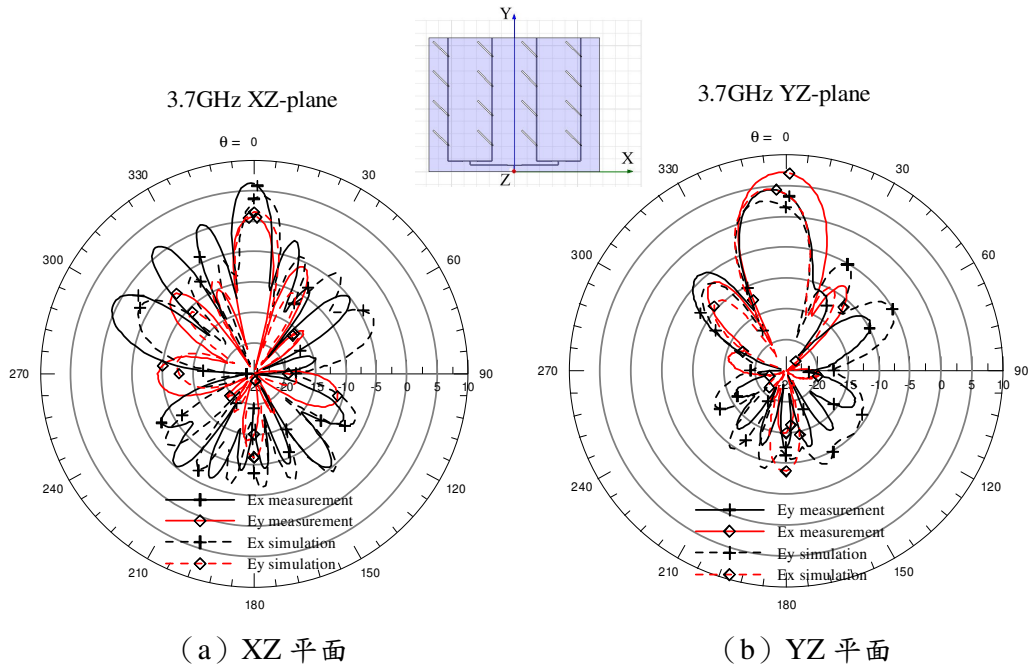 Y
X
Z
3.7GHz XZ-plane
θ = 0
30
60
90
120
150
180
210
240
270
300
330
-20
-15
-10
-5
0
5
10
Ex measurement
Ey measurement
Ex simulation
Ey simulation
（a）XZ 平面
3.7GHz YZ-plane
θ = 0
30
60
90
120
150
180
210
240
270
300
330
-20
-15
-10
-5
0
5
10
Ey measurement
Ex measurement
Ey simulation
Ex simulation
（b）YZ 平面